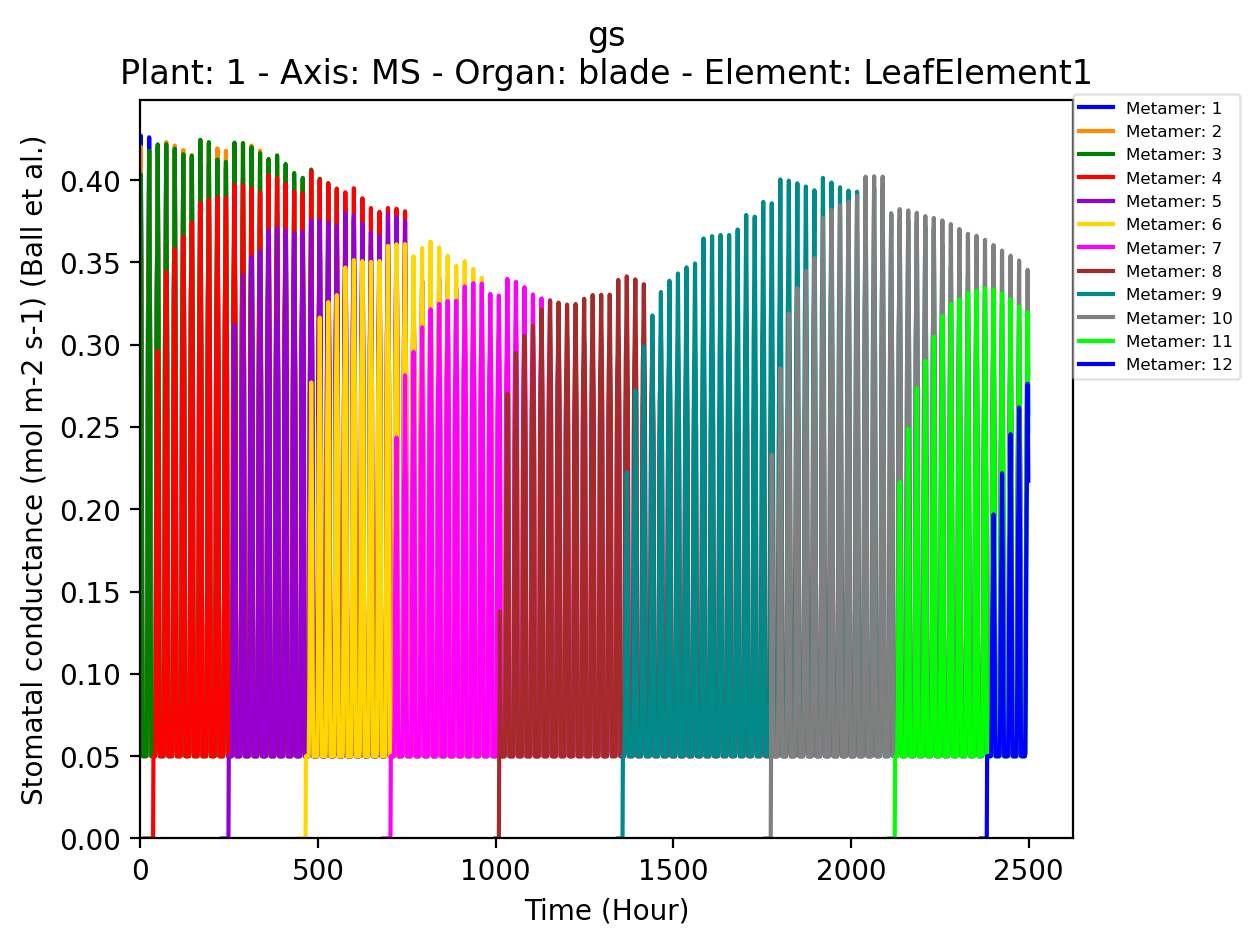 gs
Plant: 1 - Axis: MS - Organ: blade - Element: LeafElement1
Stomatal conductance (mol m-2 s-1) (Ball et al.)
0.40
0.35
0.30
0.25
0.20
0.15
0.10
0.05
0.00
0
500
1000
1500
2000
2500
Time (Hour)
Metamer: 1
Metamer: 2
Metamer: 3
Metamer: 4
Metamer: 5
Metamer: 6
Metamer: 7
Metamer: 8
Metamer: 9
Metamer: 10
Metamer: 11
Metamer: 12